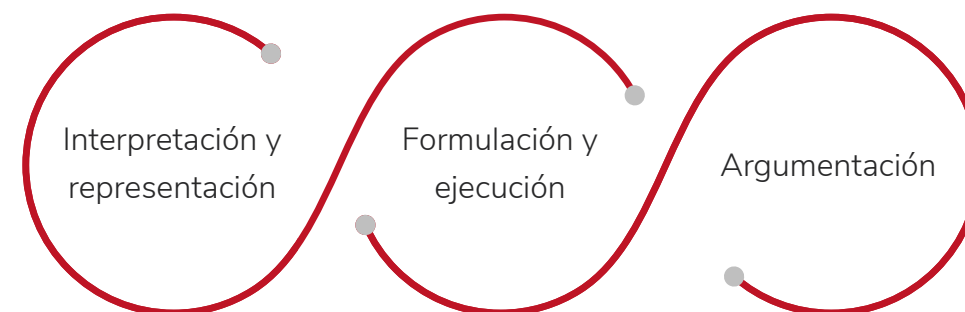 Interpretación y
representación
Formulación y
ejecución
Argumentación